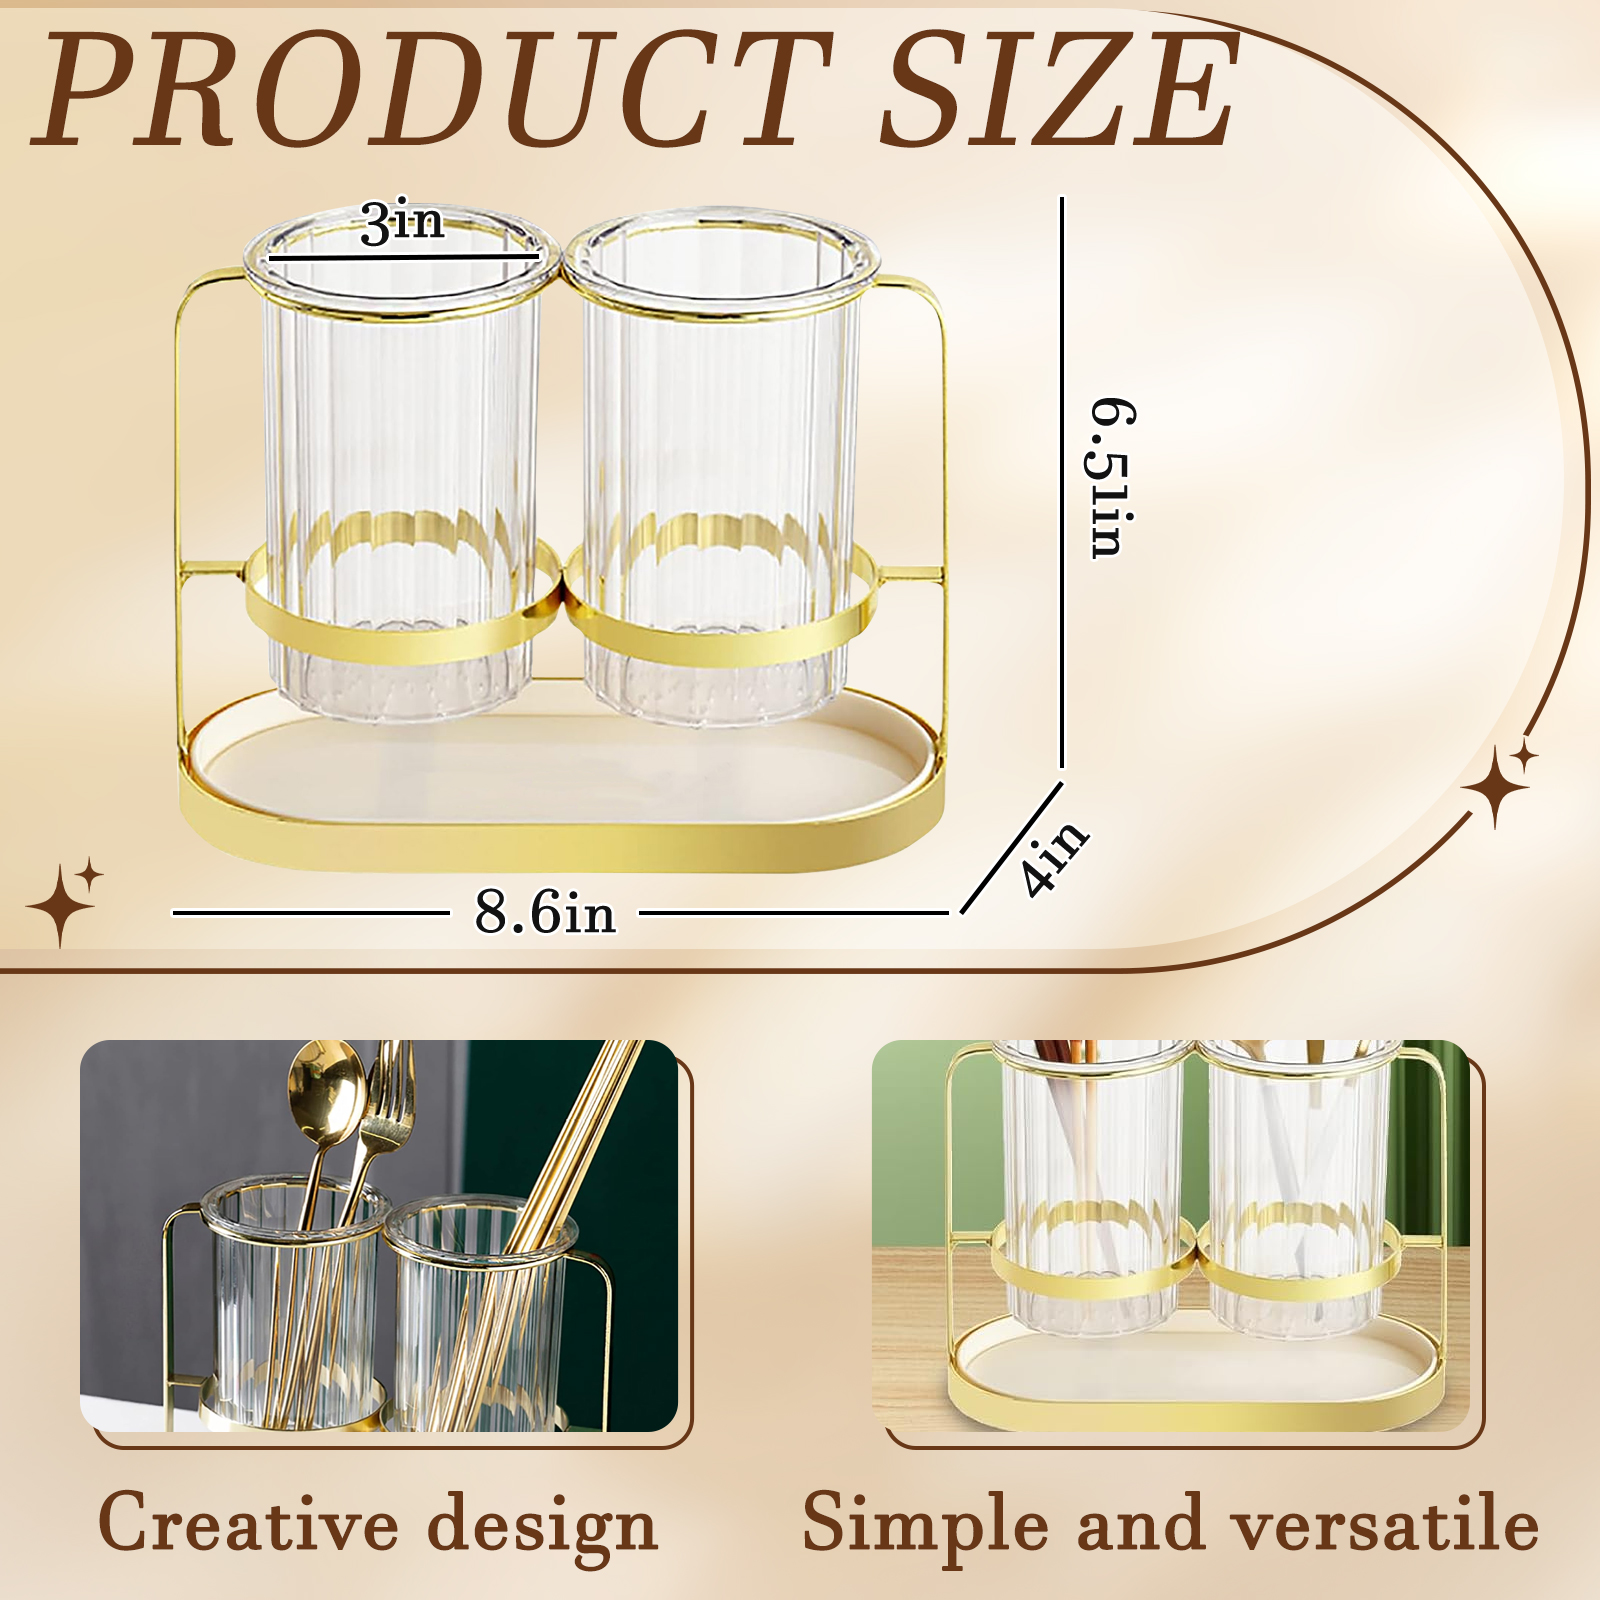 PRODUCT SIZE
3in
6.51in
4in
8.6in
Creative design
Simple and versatile